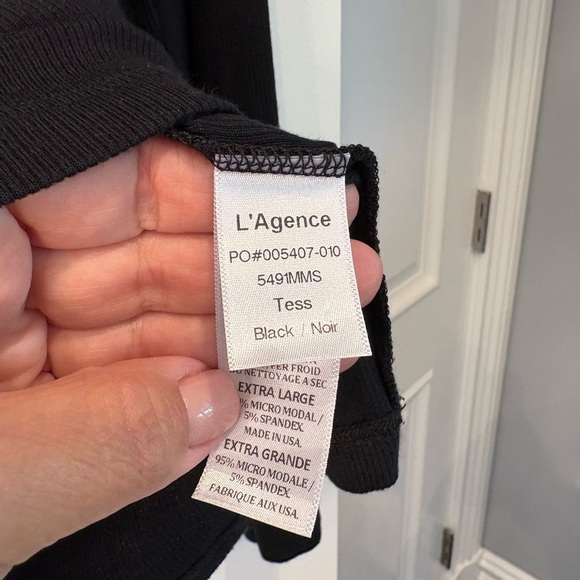 L'Agence
PO#005407-010
5491MMS
Tess
Black / Noir
FROID
NETTOYAGE A SEC
EXTRA LARGE
% MICRO MODAL /
5% SPANDEX.
MADE IN USA.
EXTRA GRANDE
95% MICRO MODALE /
5% SPANDEX.
FABRIQUE AUX USA.